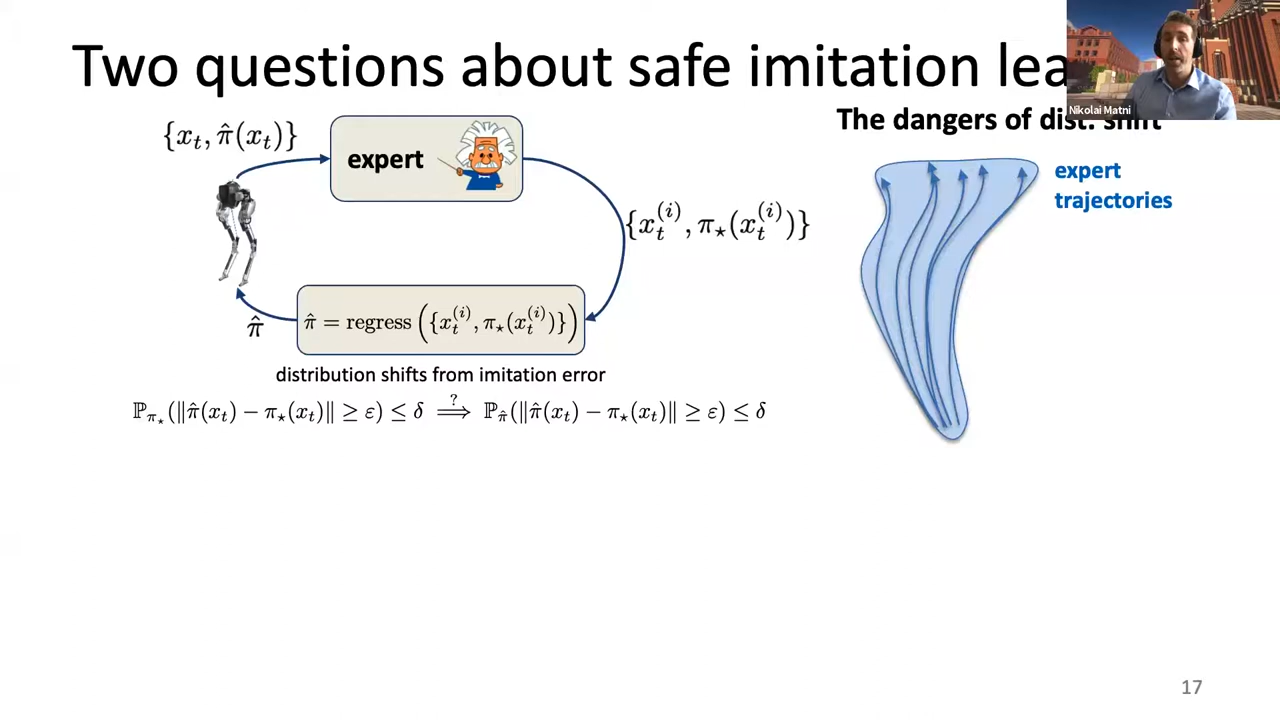 Two questions about safe imitation lea
Nikolai Matni
The dangers of dist. shift
{x_t, π̂(x_t)}
expert
expert
trajectories
{x_t^{(i)}, π_⋆(x_t^{(i)})}
π̂ = regress ({x_t^{(i)}, π_⋆(x_t^{(i)})})
π̂
distribution shifts from imitation error
ℙ_{π_⋆}(‖π̂(x_t) − π_⋆(x_t)‖ ≥ ε) ≤ δ ⟹^? ℙ_{π̂}(‖π̂(x_t) − π_⋆(x_t)‖ ≥ ε) ≤ δ
17